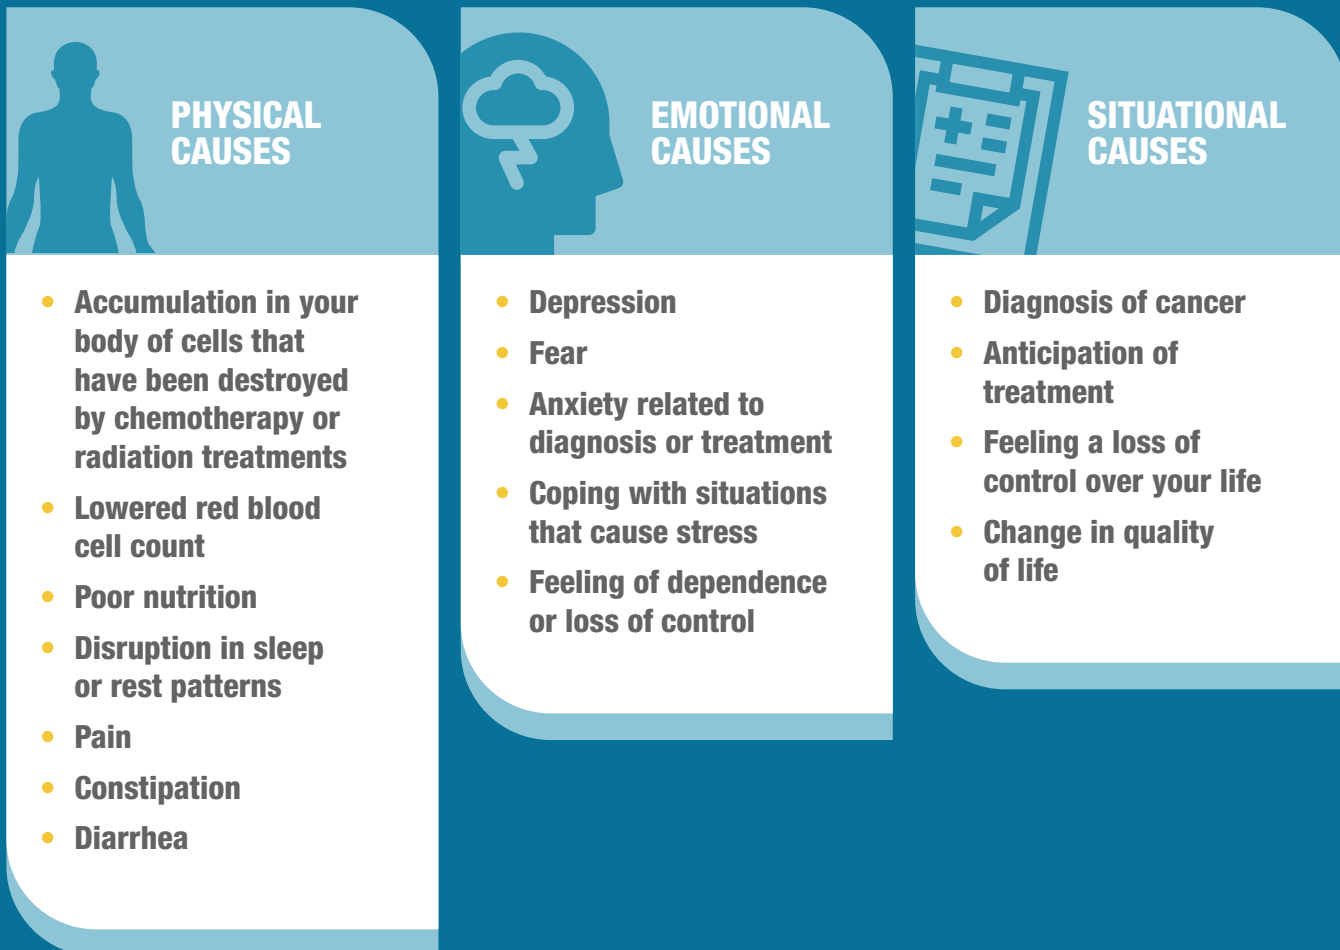 PHYSICAL
CAUSES
• Accumulation in your
body of cells that
have been destroyed
by chemotherapy or
radiation treatments
• Lowered red blood
cell count
• Poor nutrition
• Disruption in sleep
or rest patterns
• Pain
• Constipation
• Diarrhea
EMOTIONAL
CAUSES
• Depression
• Fear
• Anxiety related to
diagnosis or treatment
• Coping with situations
that cause stress
• Feeling of dependence
or loss of control
SITUATIONAL
CAUSES
• Diagnosis of cancer
• Anticipation of
treatment
• Feeling a loss of
control over your life
• Change in quality
of life